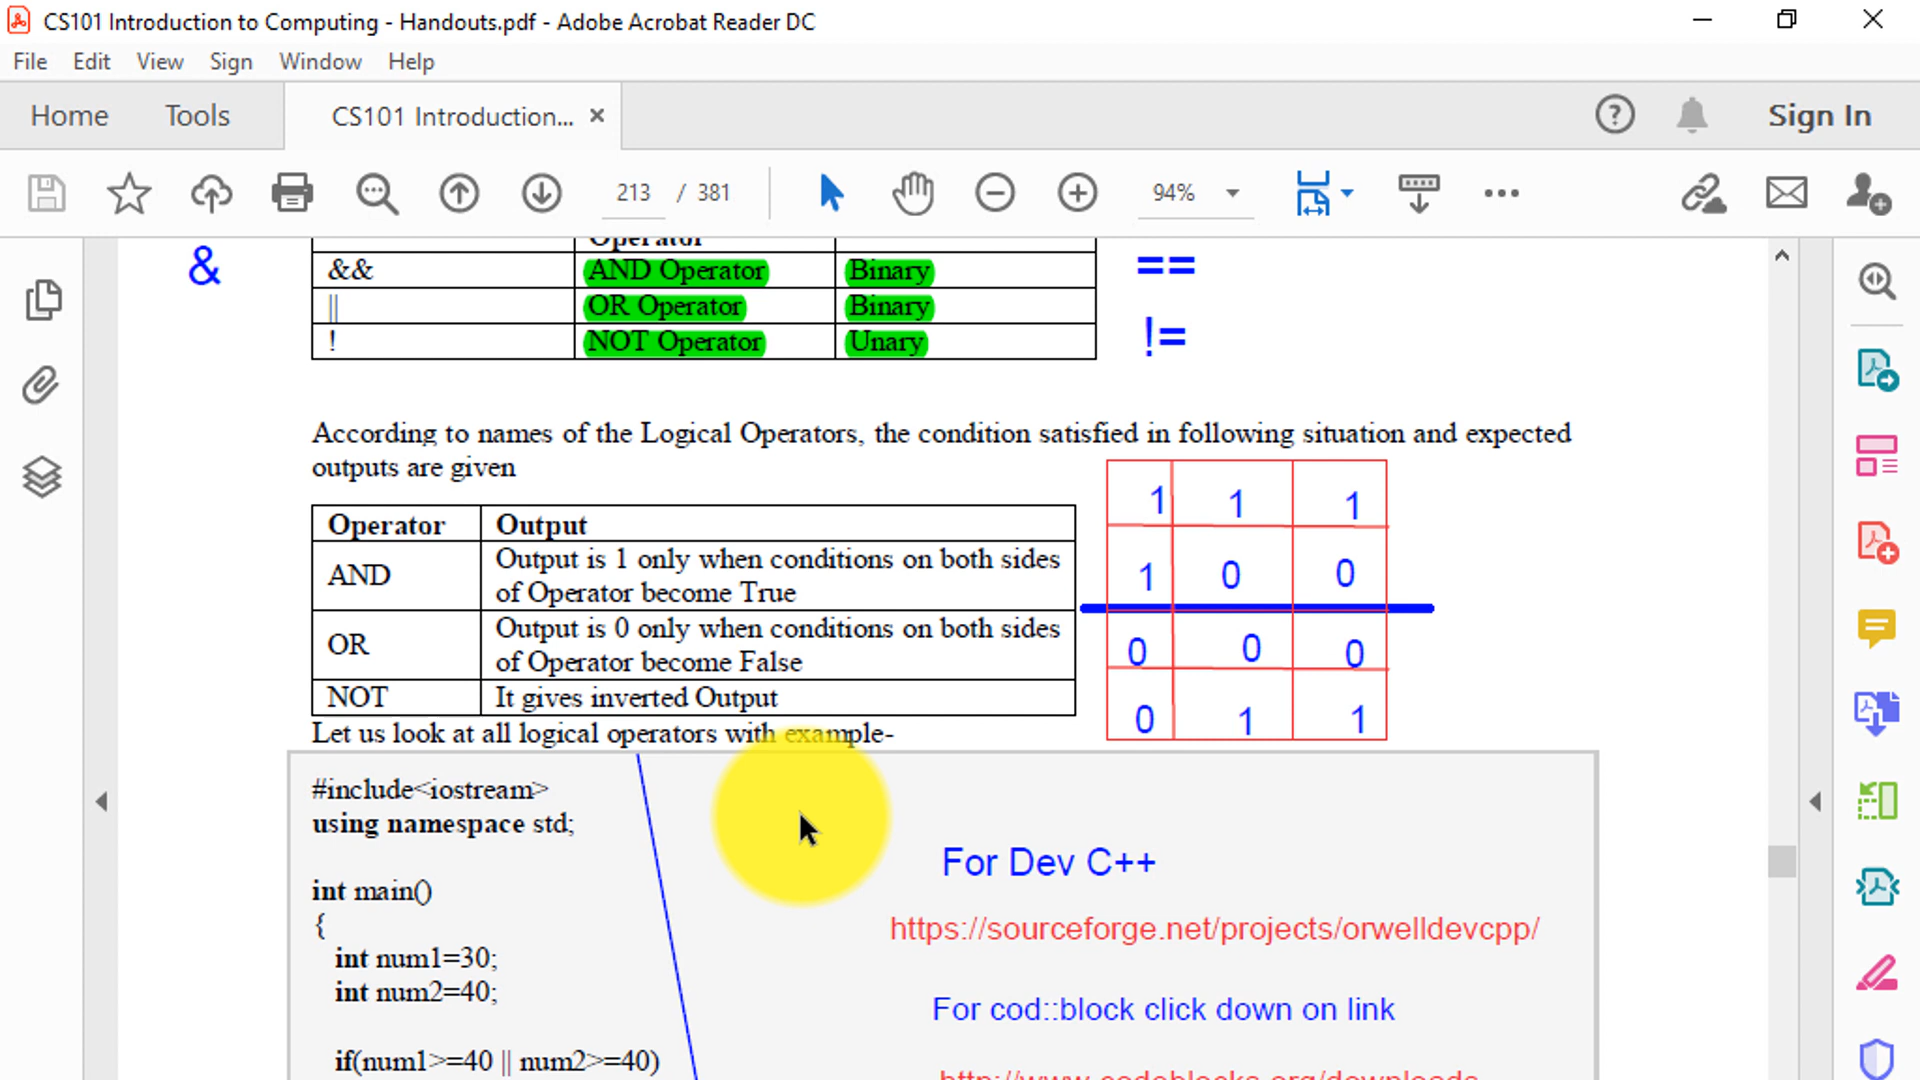 CS101 Introduction to Computing - Handouts.pdf - Adobe Acrobat Reader DC
File Edit View Sign Window Help
Home Tools CS101 Introduction... × Sign In
213 / 381 94%
Operator
& && AND Operator Binary ==
|| OR Operator Binary
! NOT Operator Unary !=
According to names of the Logical Operators, the condition satisfied in following situation and expected
outputs are given
Operator Output
AND Output is 1 only when conditions on both sides
of Operator become True
OR Output is 0 only when conditions on both sides
of Operator become False
NOT It gives inverted Output
1 1 1
1 0 0
0 0 0
0 1 1
Let us look at all logical operators with example-
#include<iostream>
using namespace std;
int main()
{
int num1=30;
int num2=40;
if(num1>=40 || num2>=40)
For Dev C++
https://sourceforge.net/projects/orwelldevcpp/
For cod::block click down on link
http://www.codeblocks.org/downloads